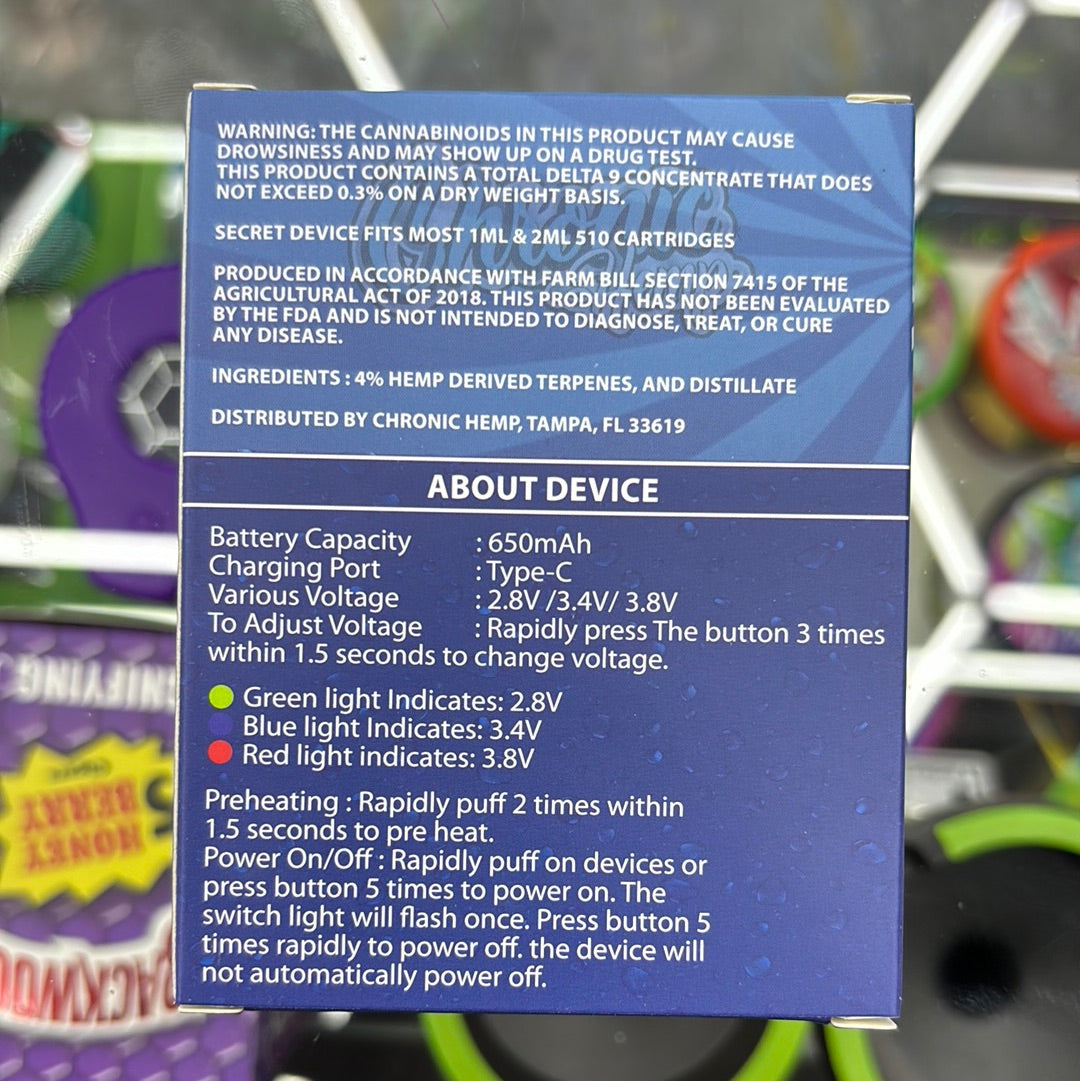 WARNING: THE CANNABINOIDS IN THIS PRODUCT MAY CAUSE
DROWSINESS AND MAY SHOW UP ON A DRUG TEST.
THIS PRODUCT CONTAINS A TOTAL DELTA 9 CONCENTRATE THAT DOES
NOT EXCEED 0.3% ON A DRY WEIGHT BASIS.
SECRET DEVICE FITS MOST 1ML & 2ML 510 CARTRIDGES
PRODUCED IN ACCORDANCE WITH FARM BILL SECTION 7415 OF THE
AGRICULTURAL ACT OF 2018. THIS PRODUCT HAS NOT BEEN EVALUATED
BY THE FDA AND IS NOT INTENDED TO DIAGNOSE, TREAT, OR CURE
ANY DISEASE.
INGREDIENTS : 4% HEMP DERIVED TERPENES, AND DISTILLATE
DISTRIBUTED BY CHRONIC HEMP, TAMPA, FL 33619
ABOUT DEVICE
Battery Capacity : 650mAh
Charging Port : Type-C
Various Voltage : 2.8V /3.4V/ 3.8V
To Adjust Voltage : Rapidly press The button 3 times
within 1.5 seconds to change voltage.
Green light Indicates: 2.8V
Blue light Indicates: 3.4V
Red light indicates: 3.8V
Preheating : Rapidly puff 2 times within
1.5 seconds to pre heat.
Power On/Off : Rapidly puff on devices or
press button 5 times to power on. The
switch light will flash once. Press button 5
times rapidly to power off. the device will
not automatically power off.
HONEY
BERRY